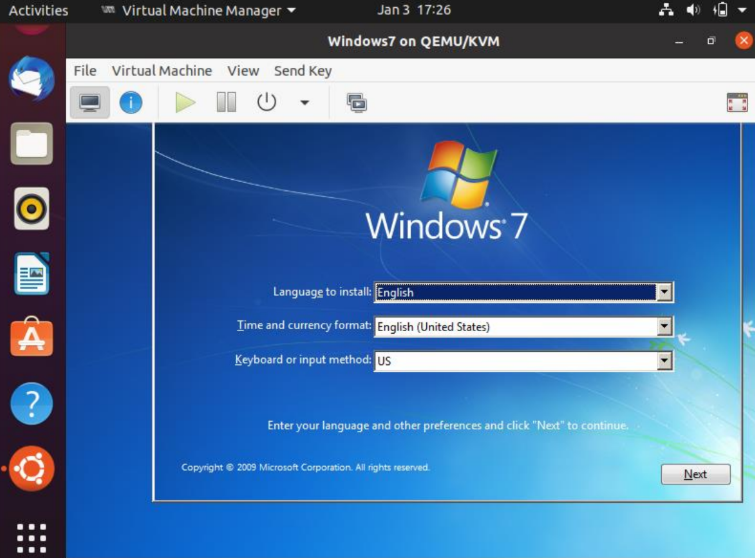 Activities Virtual Machine Manager Jan 3 17:26
Windows7 on QEMU/KVM
File Virtual Machine View Send Key
Windows 7
Language to install: English
Time and currency format: English (United States)
Keyboard or input method: US
Enter your language and other preferences and click "Next" to continue.
Copyright © 2009 Microsoft Corporation. All rights reserved.
Next